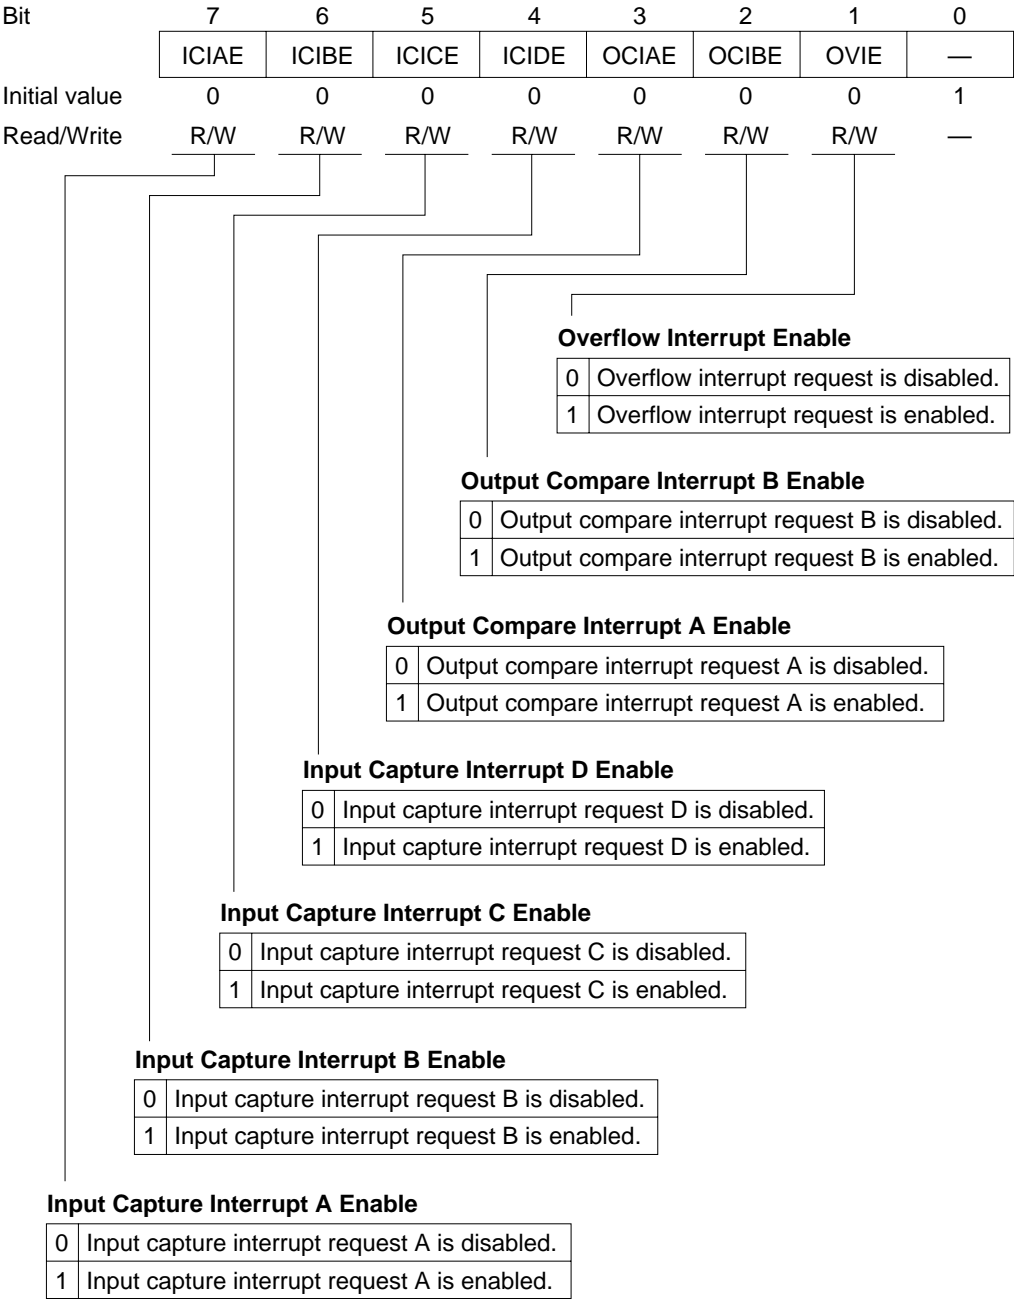 Bit 7 6 5 4 3 2 1 0
ICIAE ICIBE ICICE ICIDE OCIAE OCIBE OVIE —
Initial value 0 0 0 0 0 0 0 1
Read/Write R/W R/W R/W R/W R/W R/W R/W —
Overflow Interrupt Enable
0 Overflow interrupt request is disabled.
1 Overflow interrupt request is enabled.
Output Compare Interrupt B Enable
0 Output compare interrupt request B is disabled.
1 Output compare interrupt request B is enabled.
Output Compare Interrupt A Enable
0 Output compare interrupt request A is disabled.
1 Output compare interrupt request A is enabled.
Input Capture Interrupt D Enable
0 Input capture interrupt request D is disabled.
1 Input capture interrupt request D is enabled.
Input Capture Interrupt C Enable
0 Input capture interrupt request C is disabled.
1 Input capture interrupt request C is enabled.
Input Capture Interrupt B Enable
0 Input capture interrupt request B is disabled.
1 Input capture interrupt request B is enabled.
Input Capture Interrupt A Enable
0 Input capture interrupt request A is disabled.
1 Input capture interrupt request A is enabled.